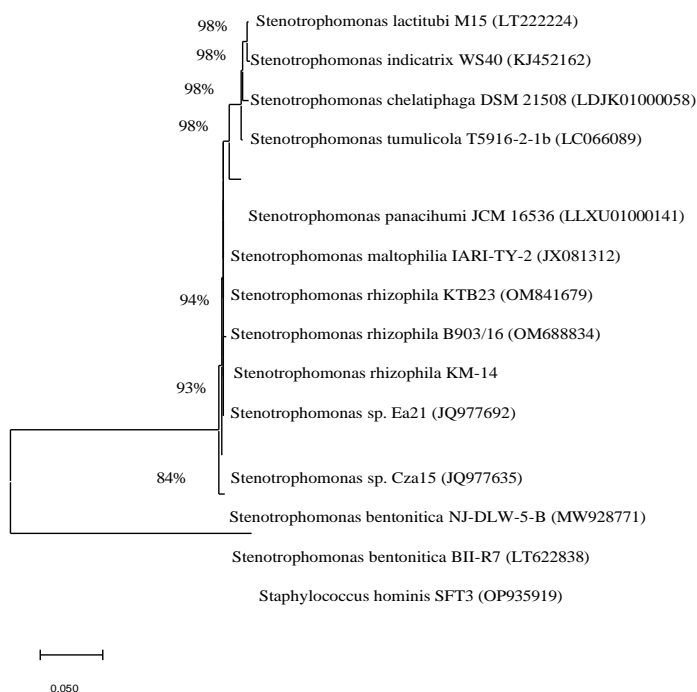 98%
Stenotrophomonas lactitubi M15 (LT222224)
98%
Stenotrophomonas indicatrix WS40 (KJ452162)
98%
Stenotrophomonas chelatiphaga DSM 21508 (LDJK01000058)
98%
Stenotrophomonas tumulicola T5916-2-1b (LC066089)
Stenotrophomonas panacihumi JCM 16536 (LLXU01000141)
Stenotrophomonas maltophilia IARI-TY-2 (JX081312)
94%
Stenotrophomonas rhizophila KTB23 (OM841679)
Stenotrophomonas rhizophila B903/16 (OM688834)
Stenotrophomonas rhizophila KM-14
93%
Stenotrophomonas sp. Ea21 (JQ977692)
84%
Stenotrophomonas sp. Cza15 (JQ977635)
Stenotrophomonas bentonitica NJ-DLW-5-B (MW928771)
Stenotrophomonas bentonitica BII-R7 (LT622838)
Staphylococcus hominis SFT3 (OP935919)
0.050